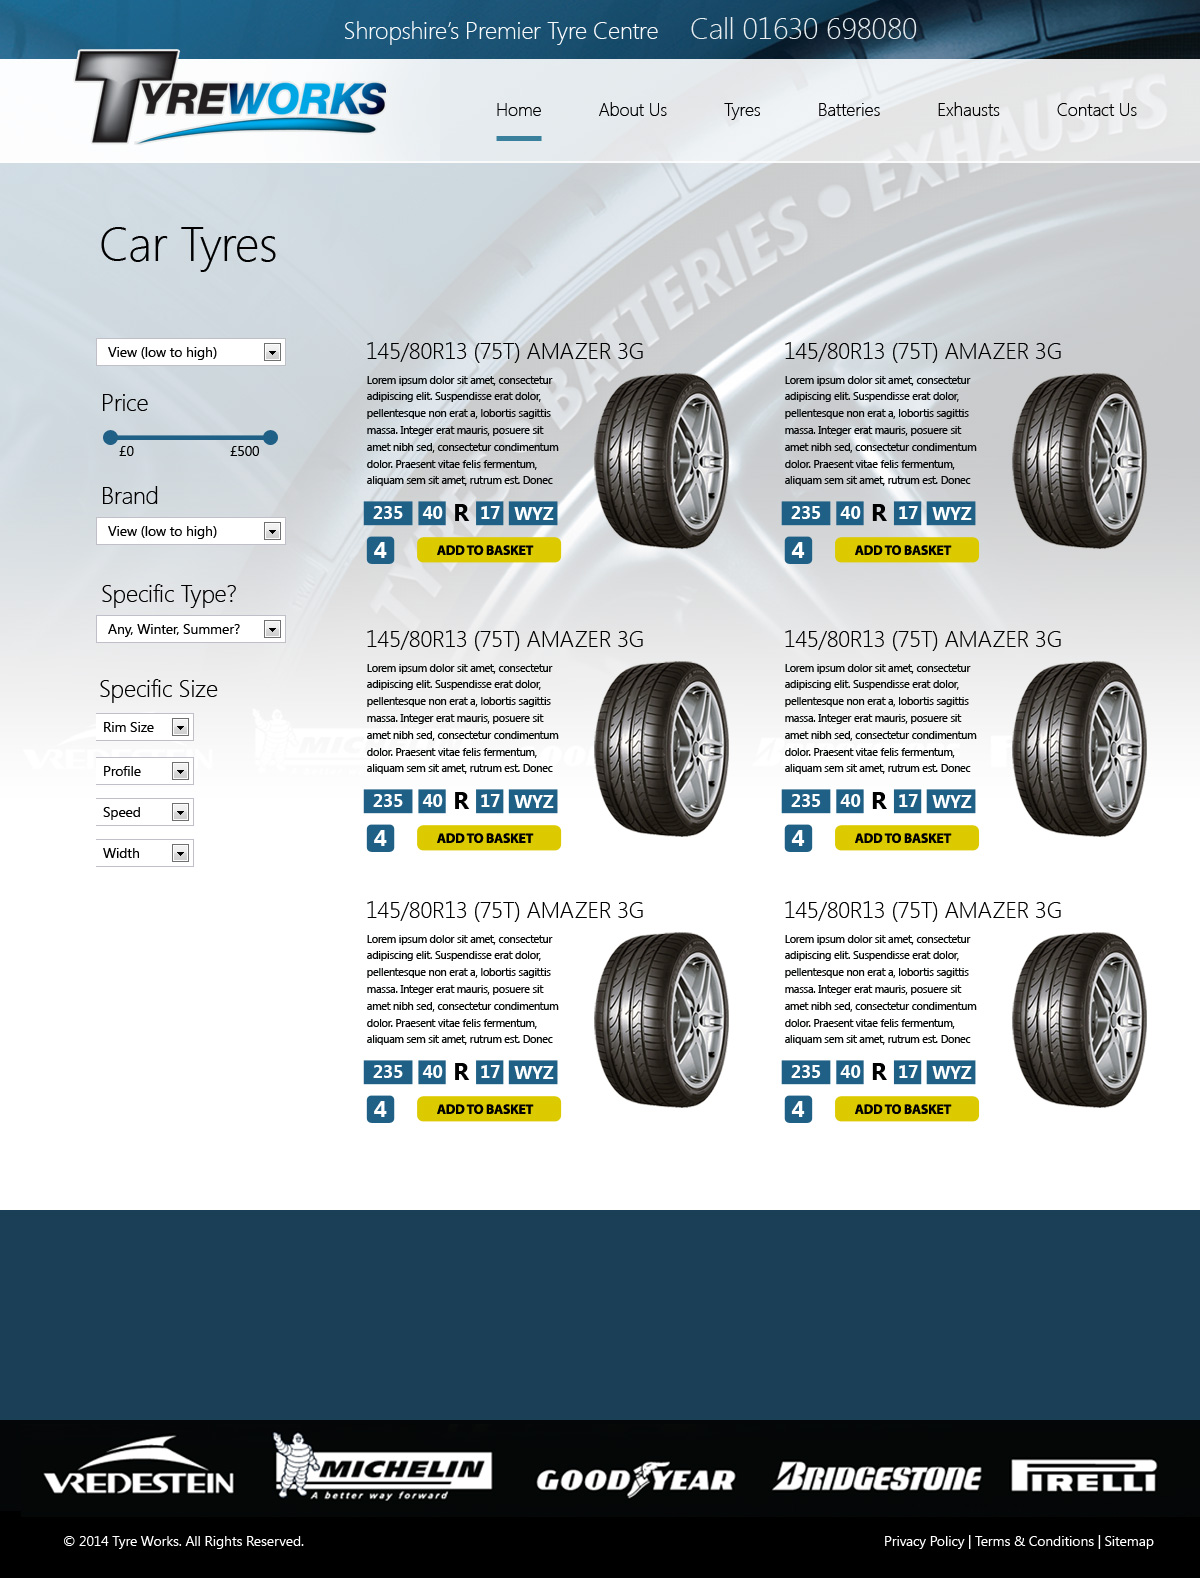 Shropshire's Premier Tyre Centre Call 01630 698080
TYREWORKS
Home About Us Tyres Batteries Exhausts Contact Us
TYRES • BATTERIES • EXHAUSTS
Car Tyres
View (low to high)
Price
£0 £500
Brand
View (low to high)
Specific Type?
Any, Winter, Summer?
Specific Size
Rim Size
Profile
Speed
Width
145/80R13 (75T) AMAZER 3G
Lorem ipsum dolor sit amet, consectetur
adipiscing elit. Suspendisse erat dolor,
pellentesque non erat a, lobortis sagittis
massa. Integer erat mauris, posuere sit
amet nibh sed, consectetur condimentum
dolor. Praesent vitae felis fermentum,
aliquam sem sit amet, rutrum est. Donec
235 40 R 17 WYZ
4 ADD TO BASKET
145/80R13 (75T) AMAZER 3G
Lorem ipsum dolor sit amet, consectetur
adipiscing elit. Suspendisse erat dolor,
pellentesque non erat a, lobortis sagittis
massa. Integer erat mauris, posuere sit
amet nibh sed, consectetur condimentum
dolor. Praesent vitae felis fermentum,
aliquam sem sit amet, rutrum est. Donec
235 40 R 17 WYZ
4 ADD TO BASKET
145/80R13 (75T) AMAZER 3G
Lorem ipsum dolor sit amet, consectetur
adipiscing elit. Suspendisse erat dolor,
pellentesque non erat a, lobortis sagittis
massa. Integer erat mauris, posuere sit
amet nibh sed, consectetur condimentum
dolor. Praesent vitae felis fermentum,
aliquam sem sit amet, rutrum est. Donec
235 40 R 17 WYZ
4 ADD TO BASKET
145/80R13 (75T) AMAZER 3G
Lorem ipsum dolor sit amet, consectetur
adipiscing elit. Suspendisse erat dolor,
pellentesque non erat a, lobortis sagittis
massa. Integer erat mauris, posuere sit
amet nibh sed, consectetur condimentum
dolor. Praesent vitae felis fermentum,
aliquam sem sit amet, rutrum est. Donec
235 40 R 17 WYZ
4 ADD TO BASKET
145/80R13 (75T) AMAZER 3G
Lorem ipsum dolor sit amet, consectetur
adipiscing elit. Suspendisse erat dolor,
pellentesque non erat a, lobortis sagittis
massa. Integer erat mauris, posuere sit
amet nibh sed, consectetur condimentum
dolor. Praesent vitae felis fermentum,
aliquam sem sit amet, rutrum est. Donec
235 40 R 17 WYZ
4 ADD TO BASKET
145/80R13 (75T) AMAZER 3G
Lorem ipsum dolor sit amet, consectetur
adipiscing elit. Suspendisse erat dolor,
pellentesque non erat a, lobortis sagittis
massa. Integer erat mauris, posuere sit
amet nibh sed, consectetur condimentum
dolor. Praesent vitae felis fermentum,
aliquam sem sit amet, rutrum est. Donec
235 40 R 17 WYZ
4 ADD TO BASKET
VREDESTEIN MICHELIN GOODYEAR BRIDGESTONE PIRELLI
A better way forward
© 2014 Tyre Works. All Rights Reserved. Privacy Policy | Terms & Conditions | Sitemap